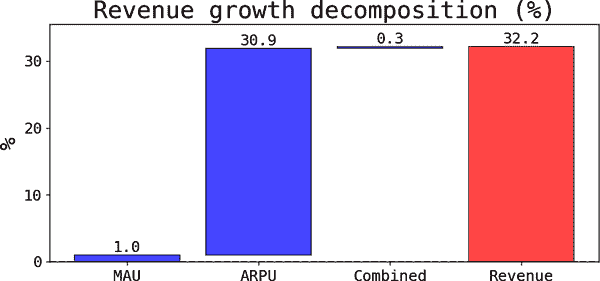 Revenue growth decomposition (%)
%
30
20
10
0
1.0
30.9
0.3
32.2
MAU
ARPU
Combined
Revenue